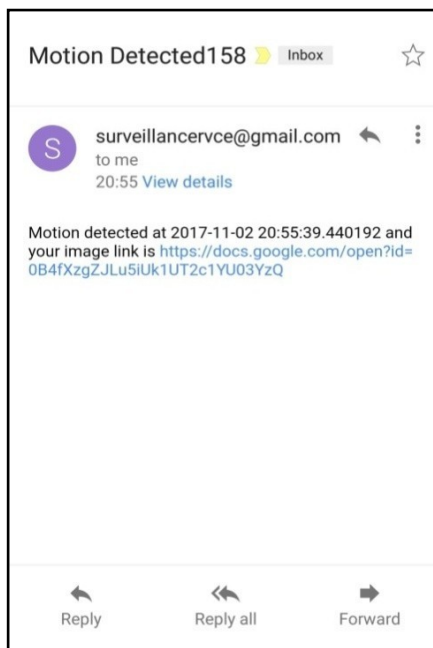 Motion Detected158 Inbox
S
surveillancervce@gmail.com
to me
20:55 View details
Motion detected at 2017-11-02 20:55:39.440192 and
your image link is https://docs.google.com/open?id=
0B4fXzgZJLu5iUk1UT2c1YU03YzQ
Reply Reply all Forward